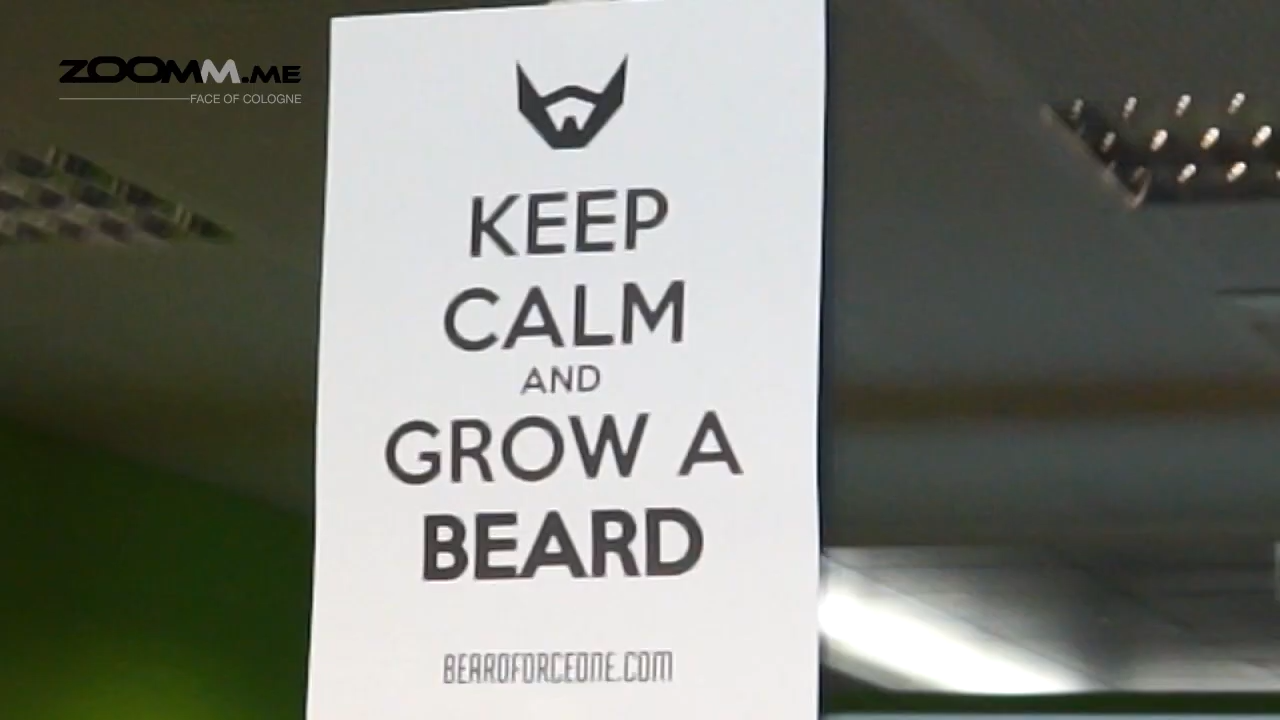 ZOOMM.ME
FACE OF COLOGNE
KEEP
CALM
AND
GROW A
BEARD
BEARDFORCEONE.COM